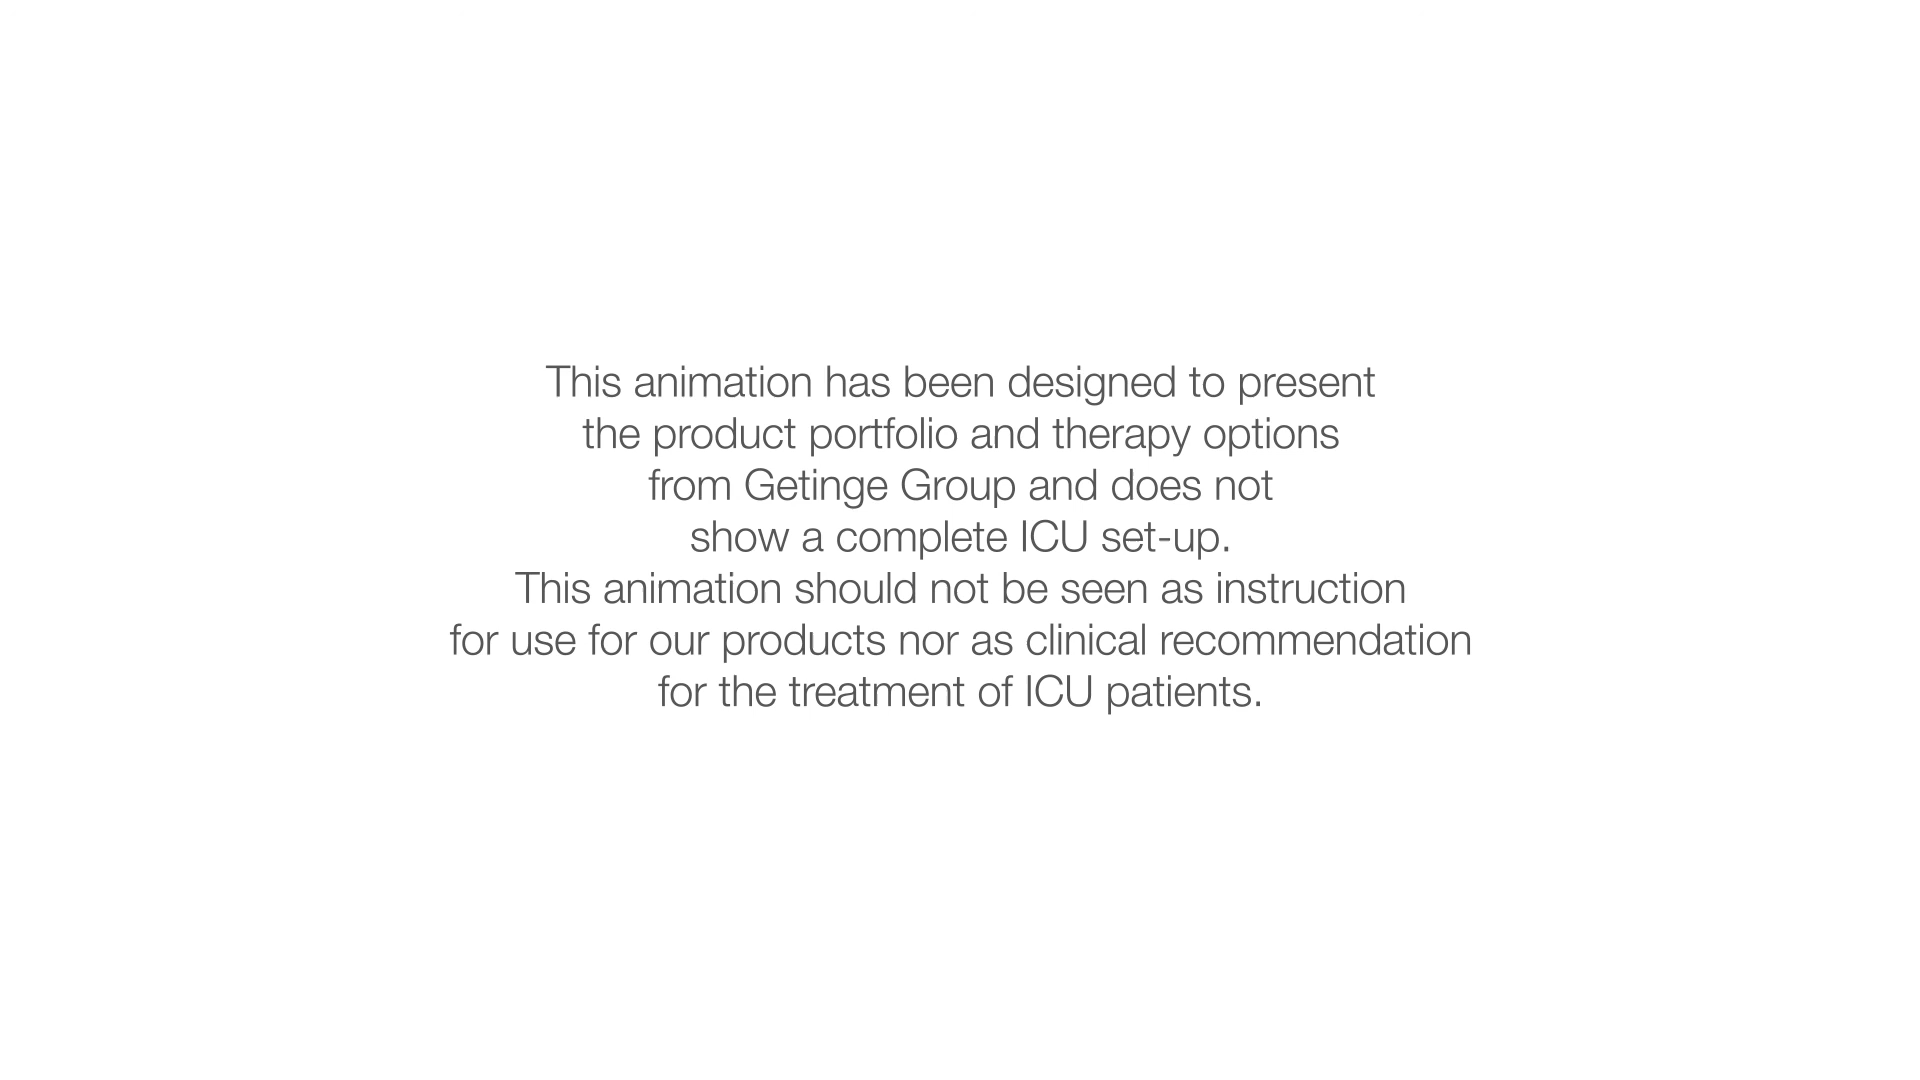 This animation has been designed to present
the product portfolio and therapy options
from Getinge Group and does not
show a complete ICU set-up.
This animation should not be seen as instruction
for use for our products nor as clinical recommendation
for the treatment of ICU patients.